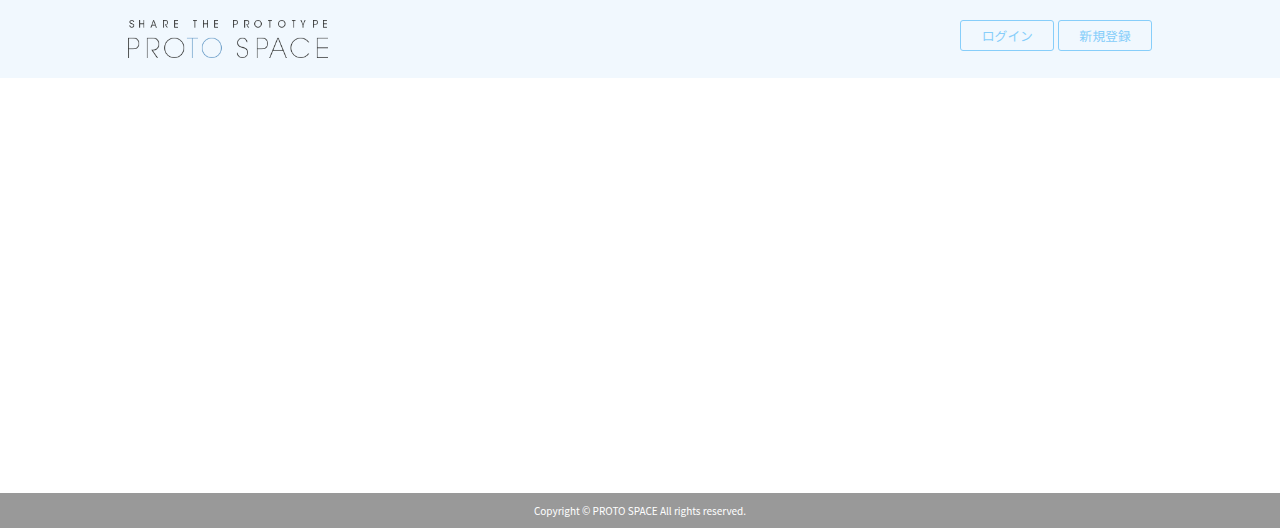 SHARE THE PROTOTYPE
PROTO SPACE
ログイン
新規登録
Copyright © PROTO SPACE All rights reserved.